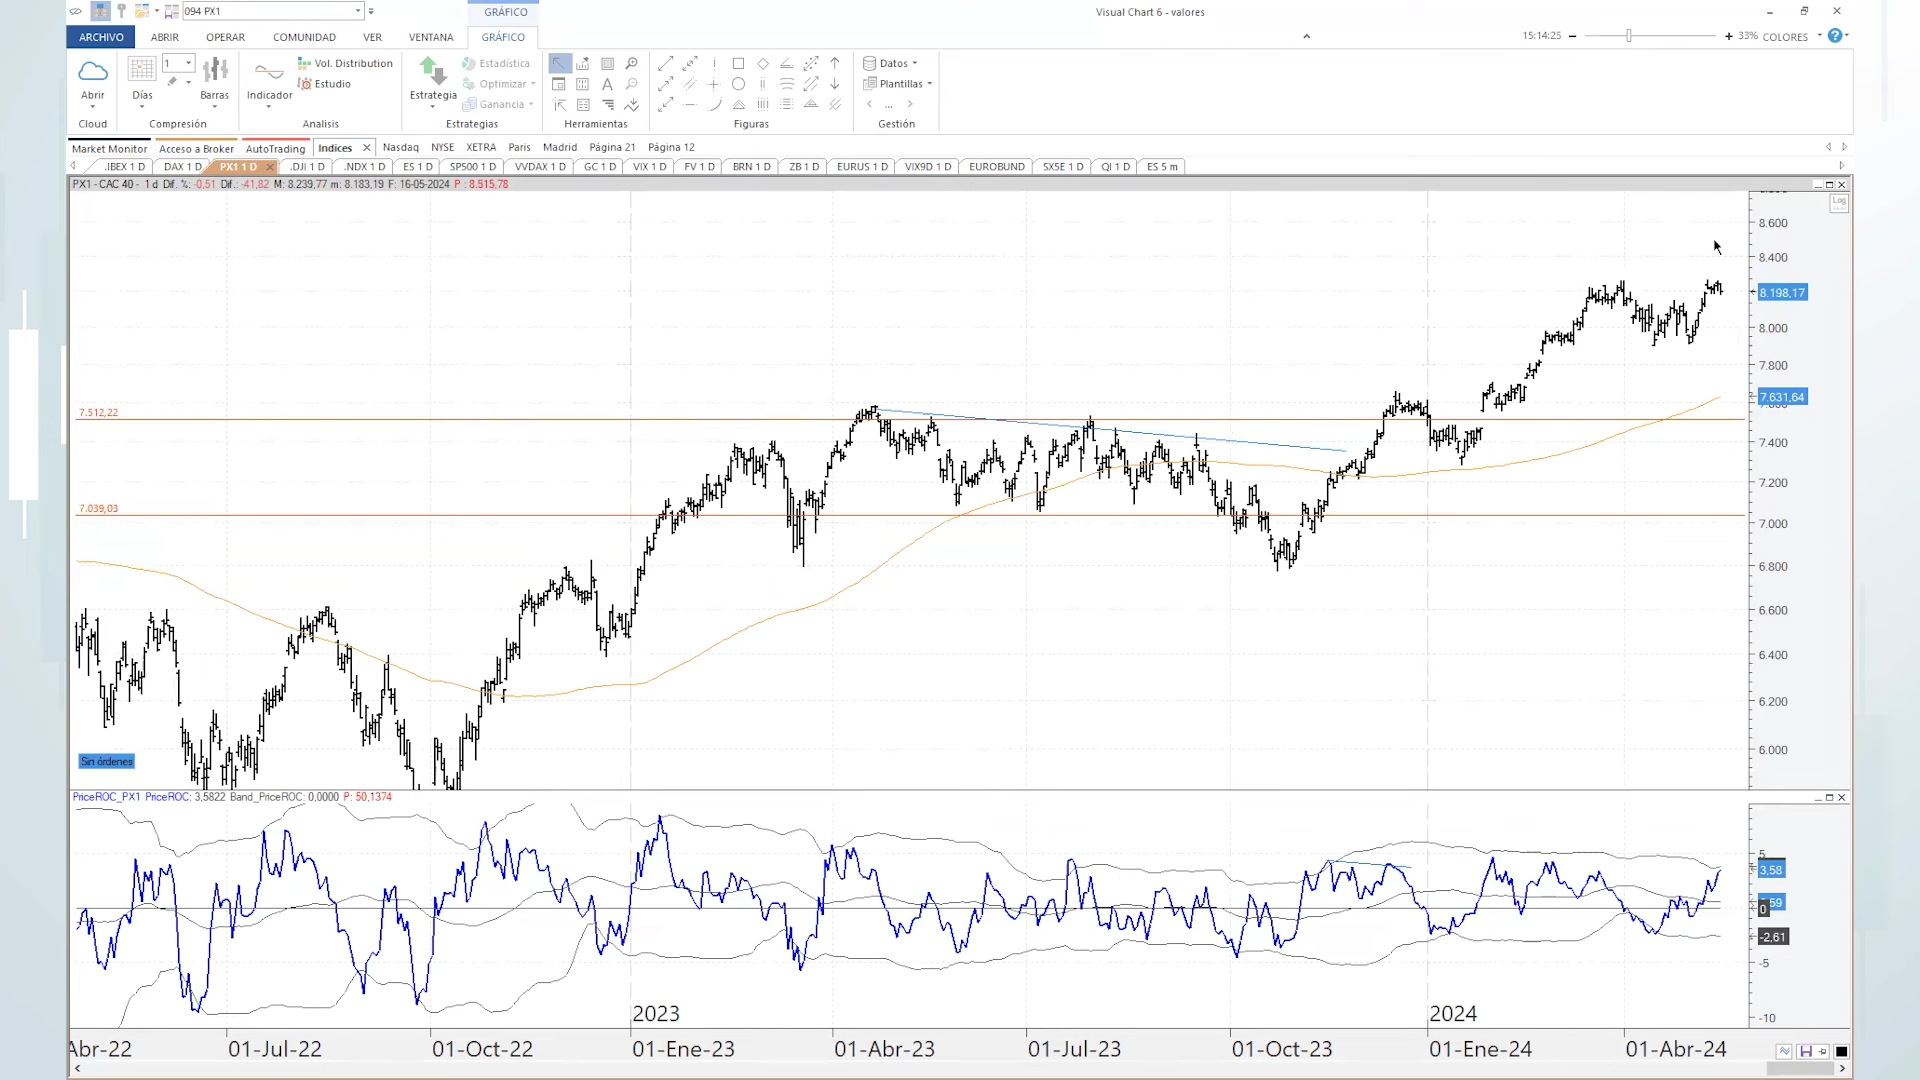 094 PX1
GRÁFICO
Visual Chart 6 - valores
ARCHIVO ABRIR OPERAR COMUNIDAD VER VENTANA GRÁFICO
15:14:25 33% COLORES
Abrir
Cloud
1
Días
Barras
Compresión
Indicador
Vol. Distribution
Estudio
Analisis
Estrategia
Estadística
Optimizar
Ganancia
Estrategias
Herramientas
Figuras
Datos
Plantillas
...
Gestión
Market Monitor Acceso a Broker AutoTrading Indices Nasdaq NYSE XETRA Paris Madrid Página 21 Página 12
.IBEX 1 D DAX 1 D PX1 1 D .DJI 1 D .NDX 1 D ES 1 D SP500 1 D VVDAX 1 D GC 1 D VIX 1 D FV 1 D BRN 1 D ZB 1 D EURUS 1 D VIX9D 1 D EUROBUND SX5E 1 D QI 1 D ES 5 m
PX1 - CAC 40 - 1 d Dif. %: -0,51 Dif.: -41,82 M: 8.239,77 m: 8.183,19 F: 16-05-2024 P : 8.515,78
Log
8.600
8.400
8.198,17
8.000
7.800
7.631,64
7.512,22
7.400
7.200
7.039,03
7.000
6.800
6.600
6.400
6.200
6.000
Sin órdenes
PriceROC_PX1 PriceROC: 3,5822 Band_PriceROC: 0,0000 P: 50,1374
5
3,58
0
-2,61
-5
-10
2023 2024
Abr-22 01-Jul-22 01-Oct-22 01-Ene-23 01-Abr-23 01-Jul-23 01-Oct-23 01-Ene-24 01-Abr-24